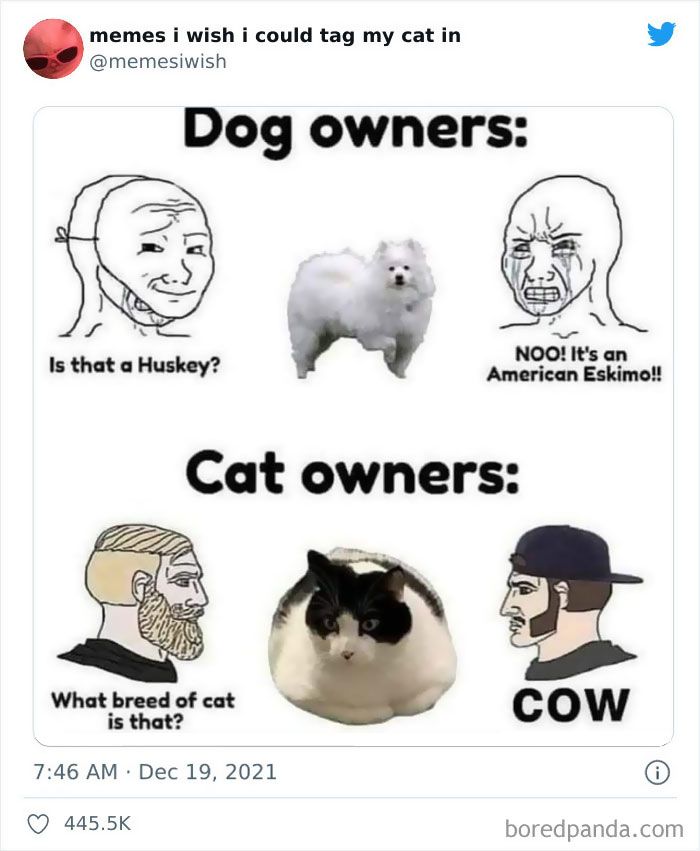 memes i wish i could tag my cat in
@memesiwish
Dog owners:
Is that a Huskey?
NOO! It's an
American Eskimo!!
Cat owners:
What breed of cat
is that?
COW
7:46 AM · Dec 19, 2021
445.5K
boredpanda.com